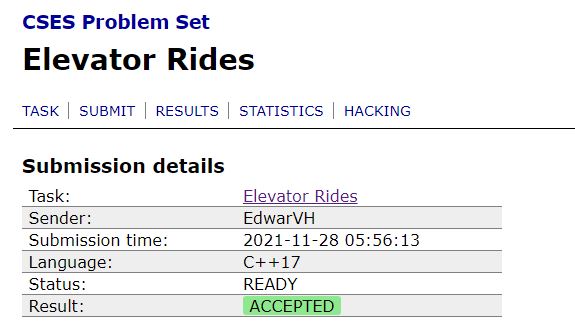 CSES Problem Set
Elevator Rides
TASK | SUBMIT | RESULTS | STATISTICS | HACKING
Submission details
Task: Elevator Rides
Sender: EdwarVH
Submission time: 2021-11-28 05:56:13
Language: C++17
Status: READY
Result: ACCEPTED